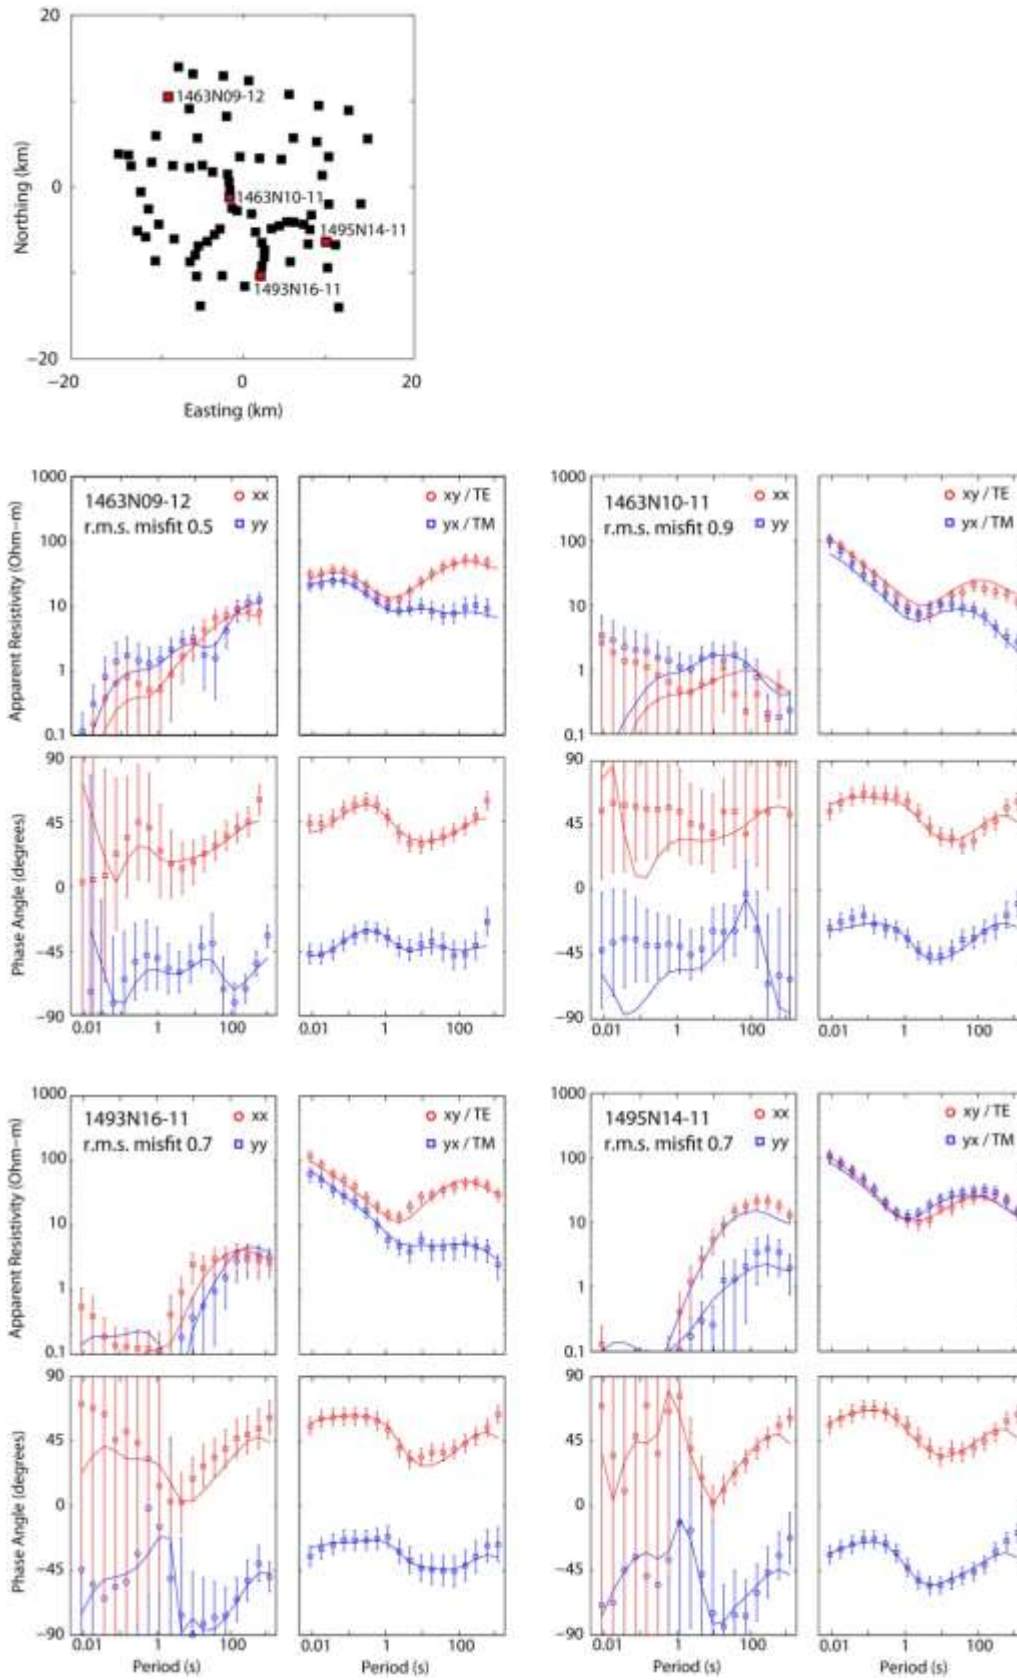 20
1463N09-12
Northing (km)
0
1463N10-11
1495N14-11
1493N16-11
−20
−20
0
20
Easting (km)
1000
1463N09-12
xx
xy / TE
1463N10-11
xx
xy / TE
r.m.s. misfit 0.5
yy
yx / TM
r.m.s. misfit 0.9
yy
yx / TM
Apparent Resistivity (Ohm−m)
100
10
1
0.1
1000
100
10
1
0.1
90
45
0
−45
−90
Phase Angle (degrees)
90
45
0
−45
−90
0.01
1
100
0.01
1
100
0.01
1
100
0.01
1
100
1000
1493N16-11
xx
xy / TE
1495N14-11
xx
xy / TE
r.m.s. misfit 0.7
yy
yx / TM
r.m.s. misfit 0.7
yy
yx / TM
Apparent Resistivity (Ohm−m)
100
10
1
0.1
1000
100
10
1
0.1
90
45
0
−45
−90
Phase Angle (degrees)
90
45
0
−45
−90
0.01
1
100
0.01
1
100
0.01
1
100
0.01
1
100
Period (s)
Period (s)
Period (s)
Period (s)